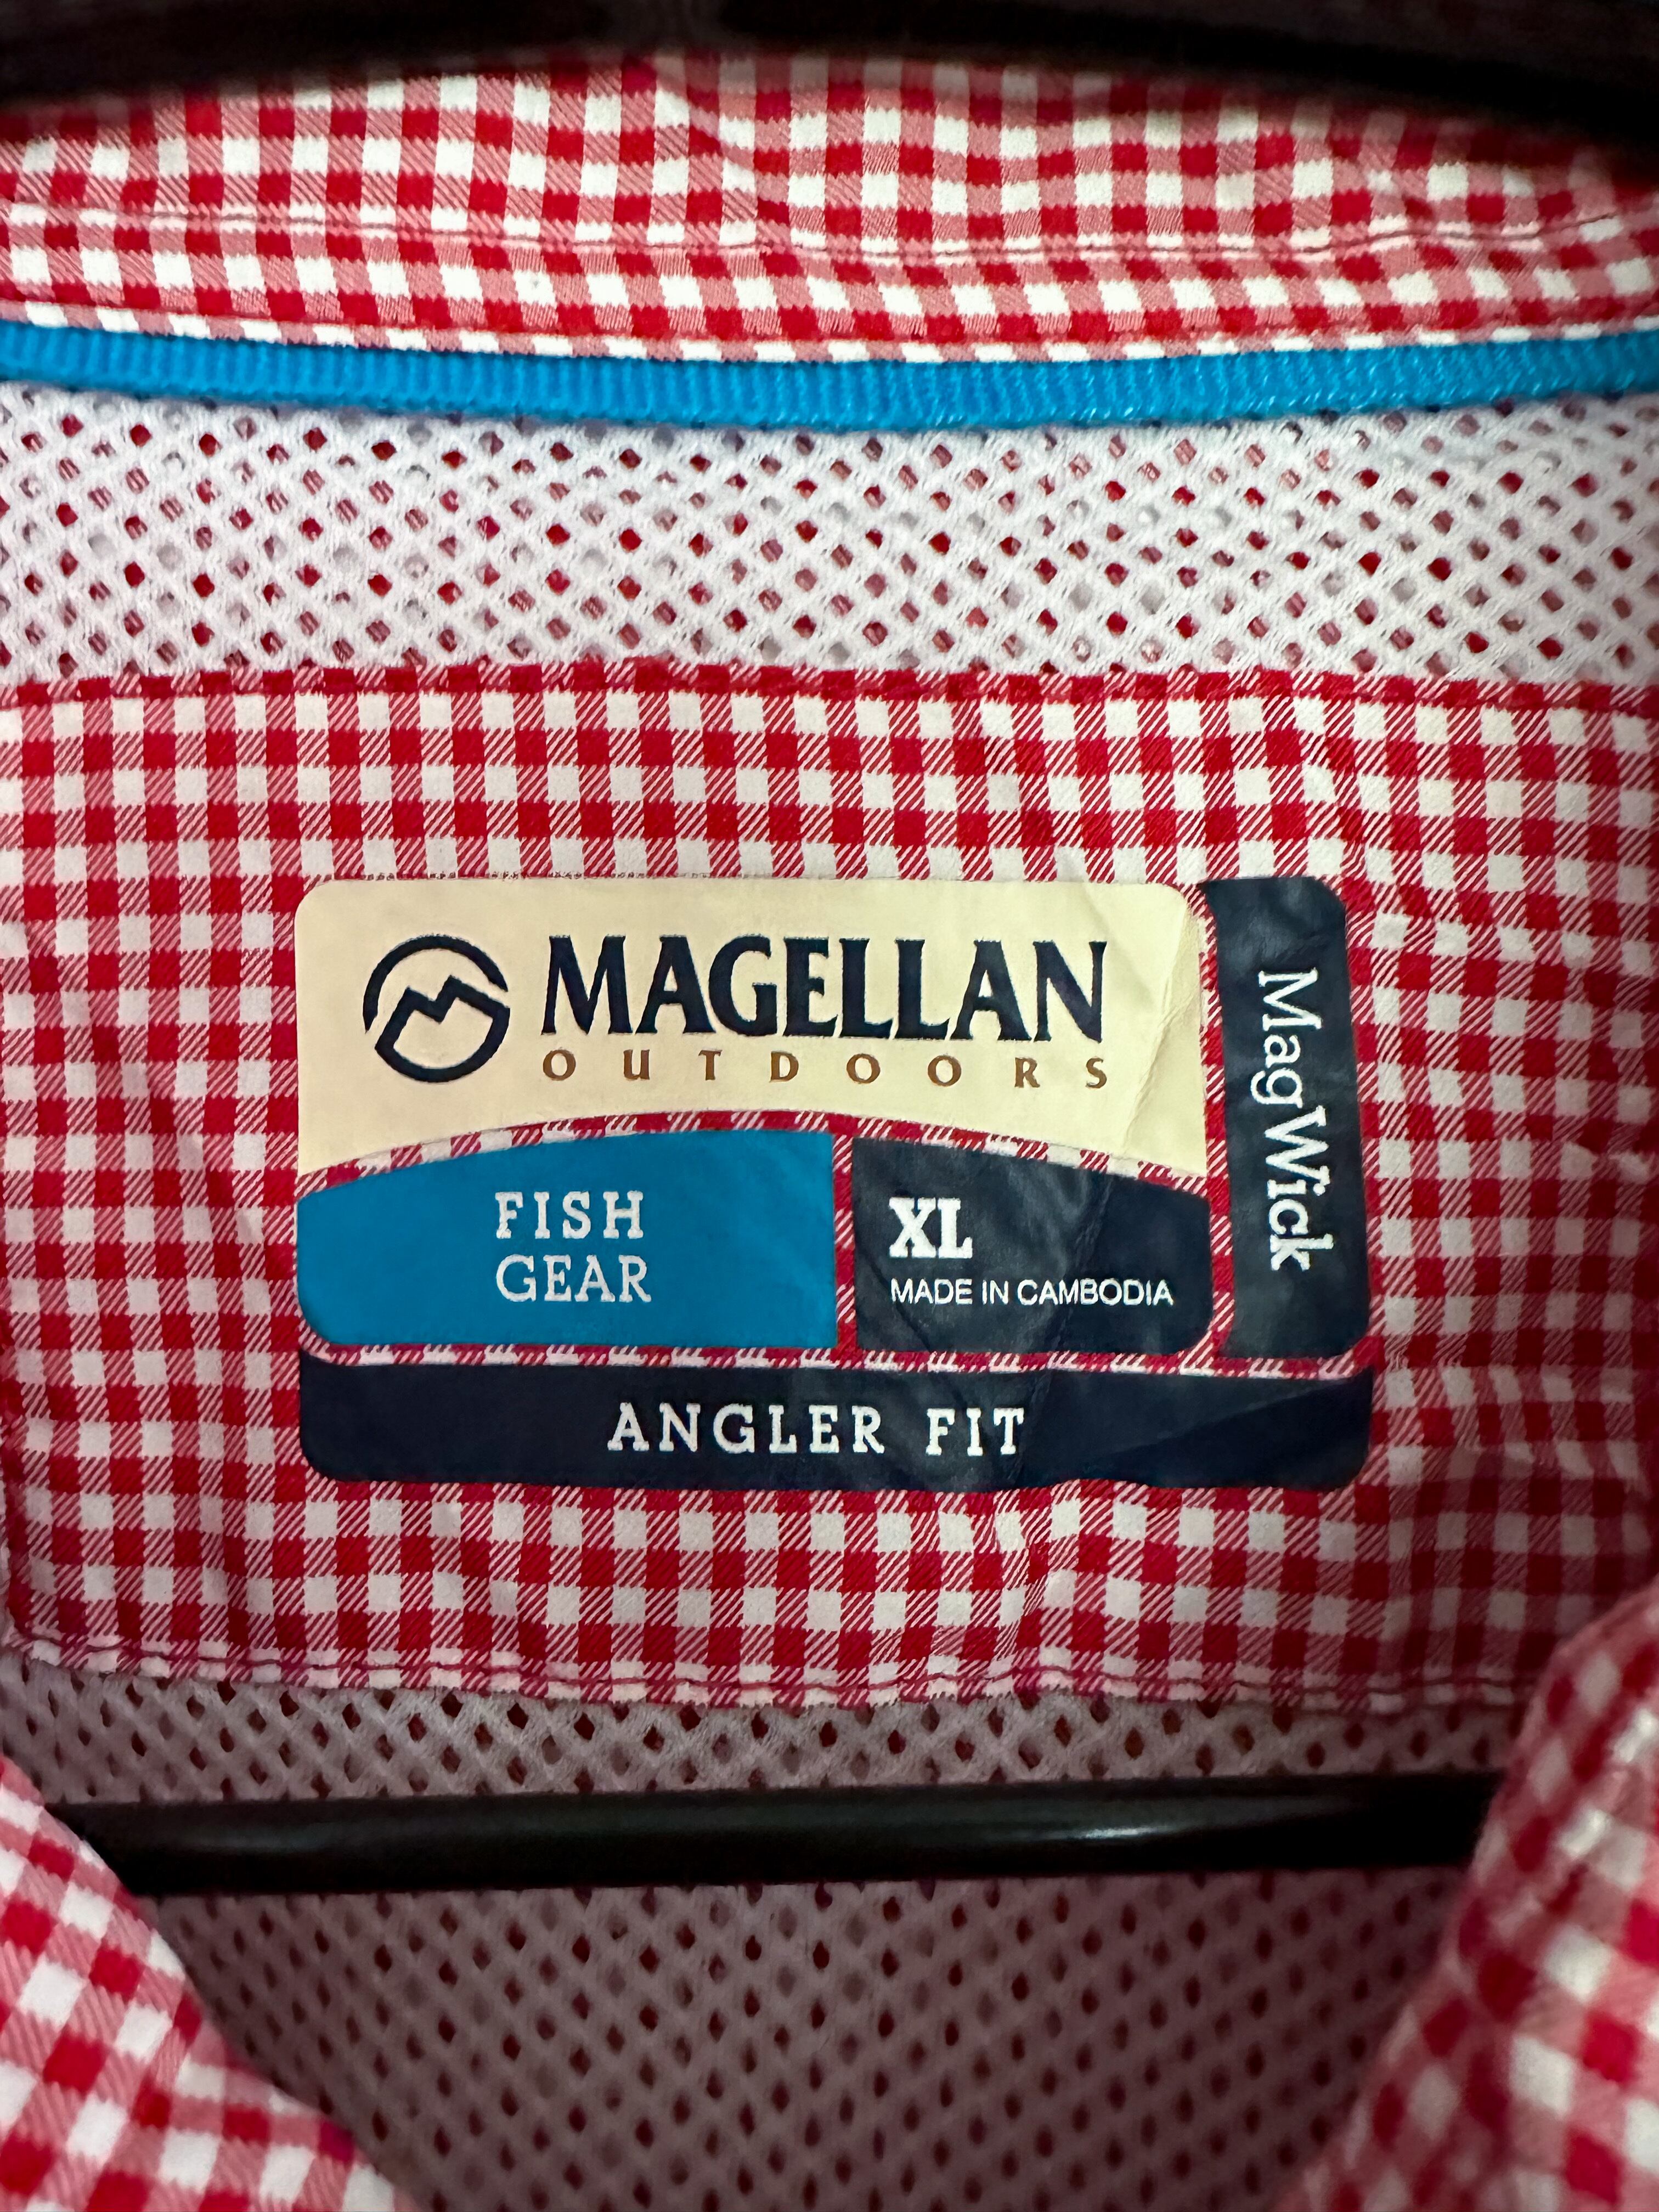 MAGELLAN
OUTDOORS
MagWick
FISH
GEAR
XL
MADE IN CAMBODIA
ANGLER FIT